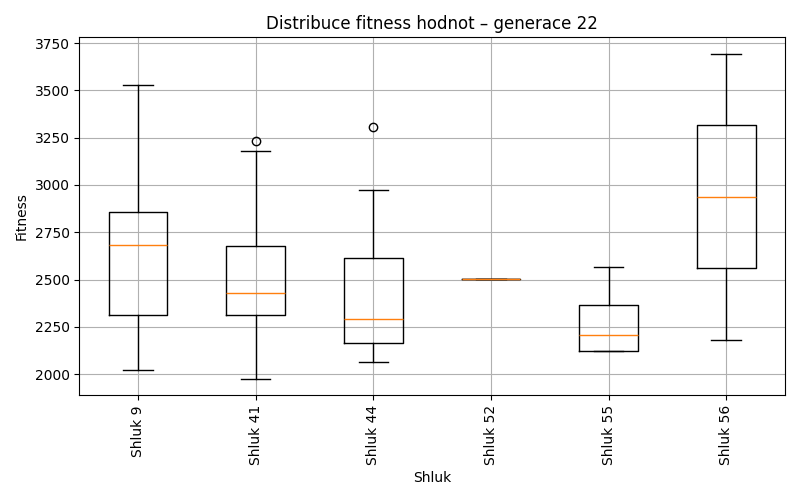 Distribuce fitness hodnot – generace 22
Fitness
3750
3500
3250
3000
2750
2500
2250
2000
Shluk 9
Shluk 41
Shluk 44
Shluk 52
Shluk 55
Shluk 56
Shluk